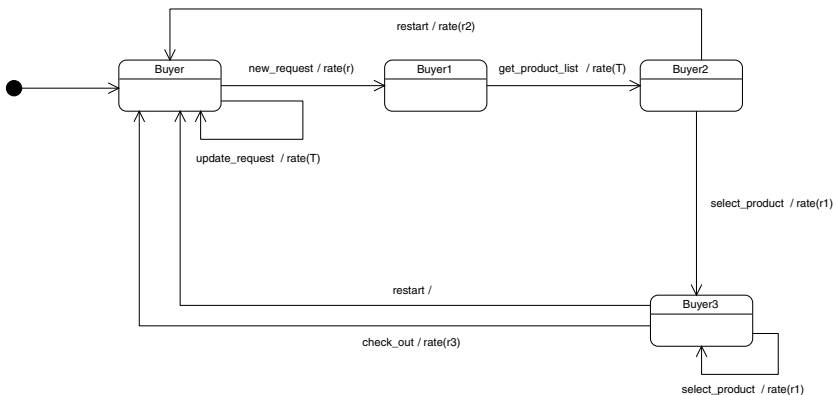 restart / rate(r2)
Buyer
new_request / rate(r)
Buyer1
get_product_list / rate(T)
Buyer2
update_request / rate(T)
select_product / rate(r1)
restart /
Buyer3
check_out / rate(r3)
select_product / rate(r1)